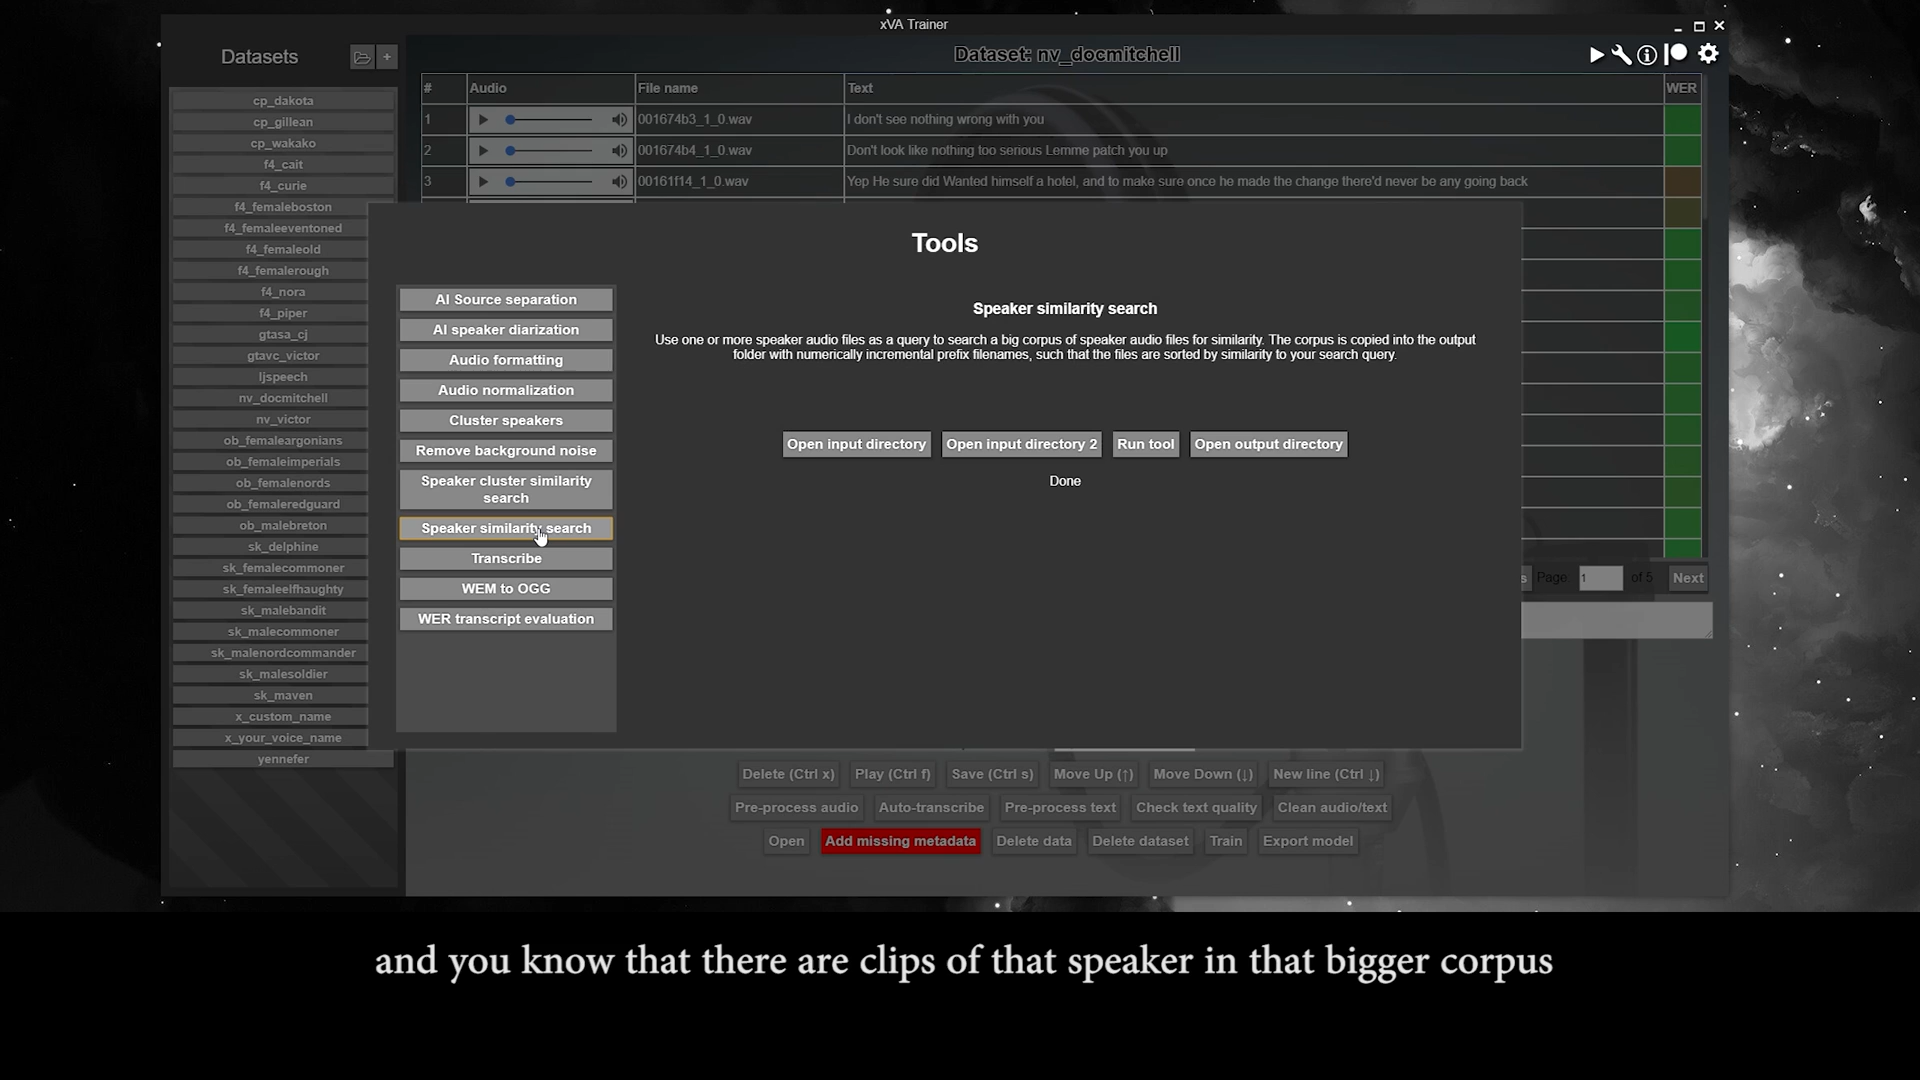 xVA Trainer
Datasets
+
cp_dakota
cp_gillean
cp_wakako
f4_cait
f4_curie
f4_femaleboston
f4_femaleeventoned
f4_femaleold
f4_femalerough
f4_nora
f4_piper
gtasa_cj
gtavc_victor
ljspeech
nv_docmitchell
nv_victor
ob_femaleargonians
ob_femaleimperials
ob_femalenords
ob_femaleredguard
ob_malebreton
sk_delphine
sk_femalecommoner
sk_femaleelfhaughty
sk_malebandit
sk_malecommoner
sk_malenordcommander
sk_malesoldier
sk_maven
x_custom_name
x_your_voice_name
yennefer
Dataset: nv_docmitchell
# Audio File name Text WER
1 001674b3_1_0.wav I don't see nothing wrong with you
2 001674b4_1_0.wav Don't look like nothing too serious Lemme patch you up
3 00161f14_1_0.wav Yep He sure did Wanted himself a hotel, and to make sure once he made the change there'd never be any going back
Tools
AI Source separation
AI speaker diarization
Audio formatting
Audio normalization
Cluster speakers
Remove background noise
Speaker cluster similarity
search
Speaker similarity search
Transcribe
WEM to OGG
WER transcript evaluation
Speaker similarity search
Use one or more speaker audio files as a query to search a big corpus of speaker audio files for similarity. The corpus is copied into the output
folder with numerically incremental prefix filenames, such that the files are sorted by similarity to your search query.
Open input directory Open input directory 2 Run tool Open output directory
Done
s Page: 1 of 5 Next
Delete (Ctrl x) Play (Ctrl f) Save (Ctrl s) Move Up (↑) Move Down (↓) New line (Ctrl ↓)
Pre-process audio Auto-transcribe Pre-process text Check text quality Clean audio/text
Open Add missing metadata Delete data Delete dataset Train Export model
and you know that there are clips of that speaker in that bigger corpus